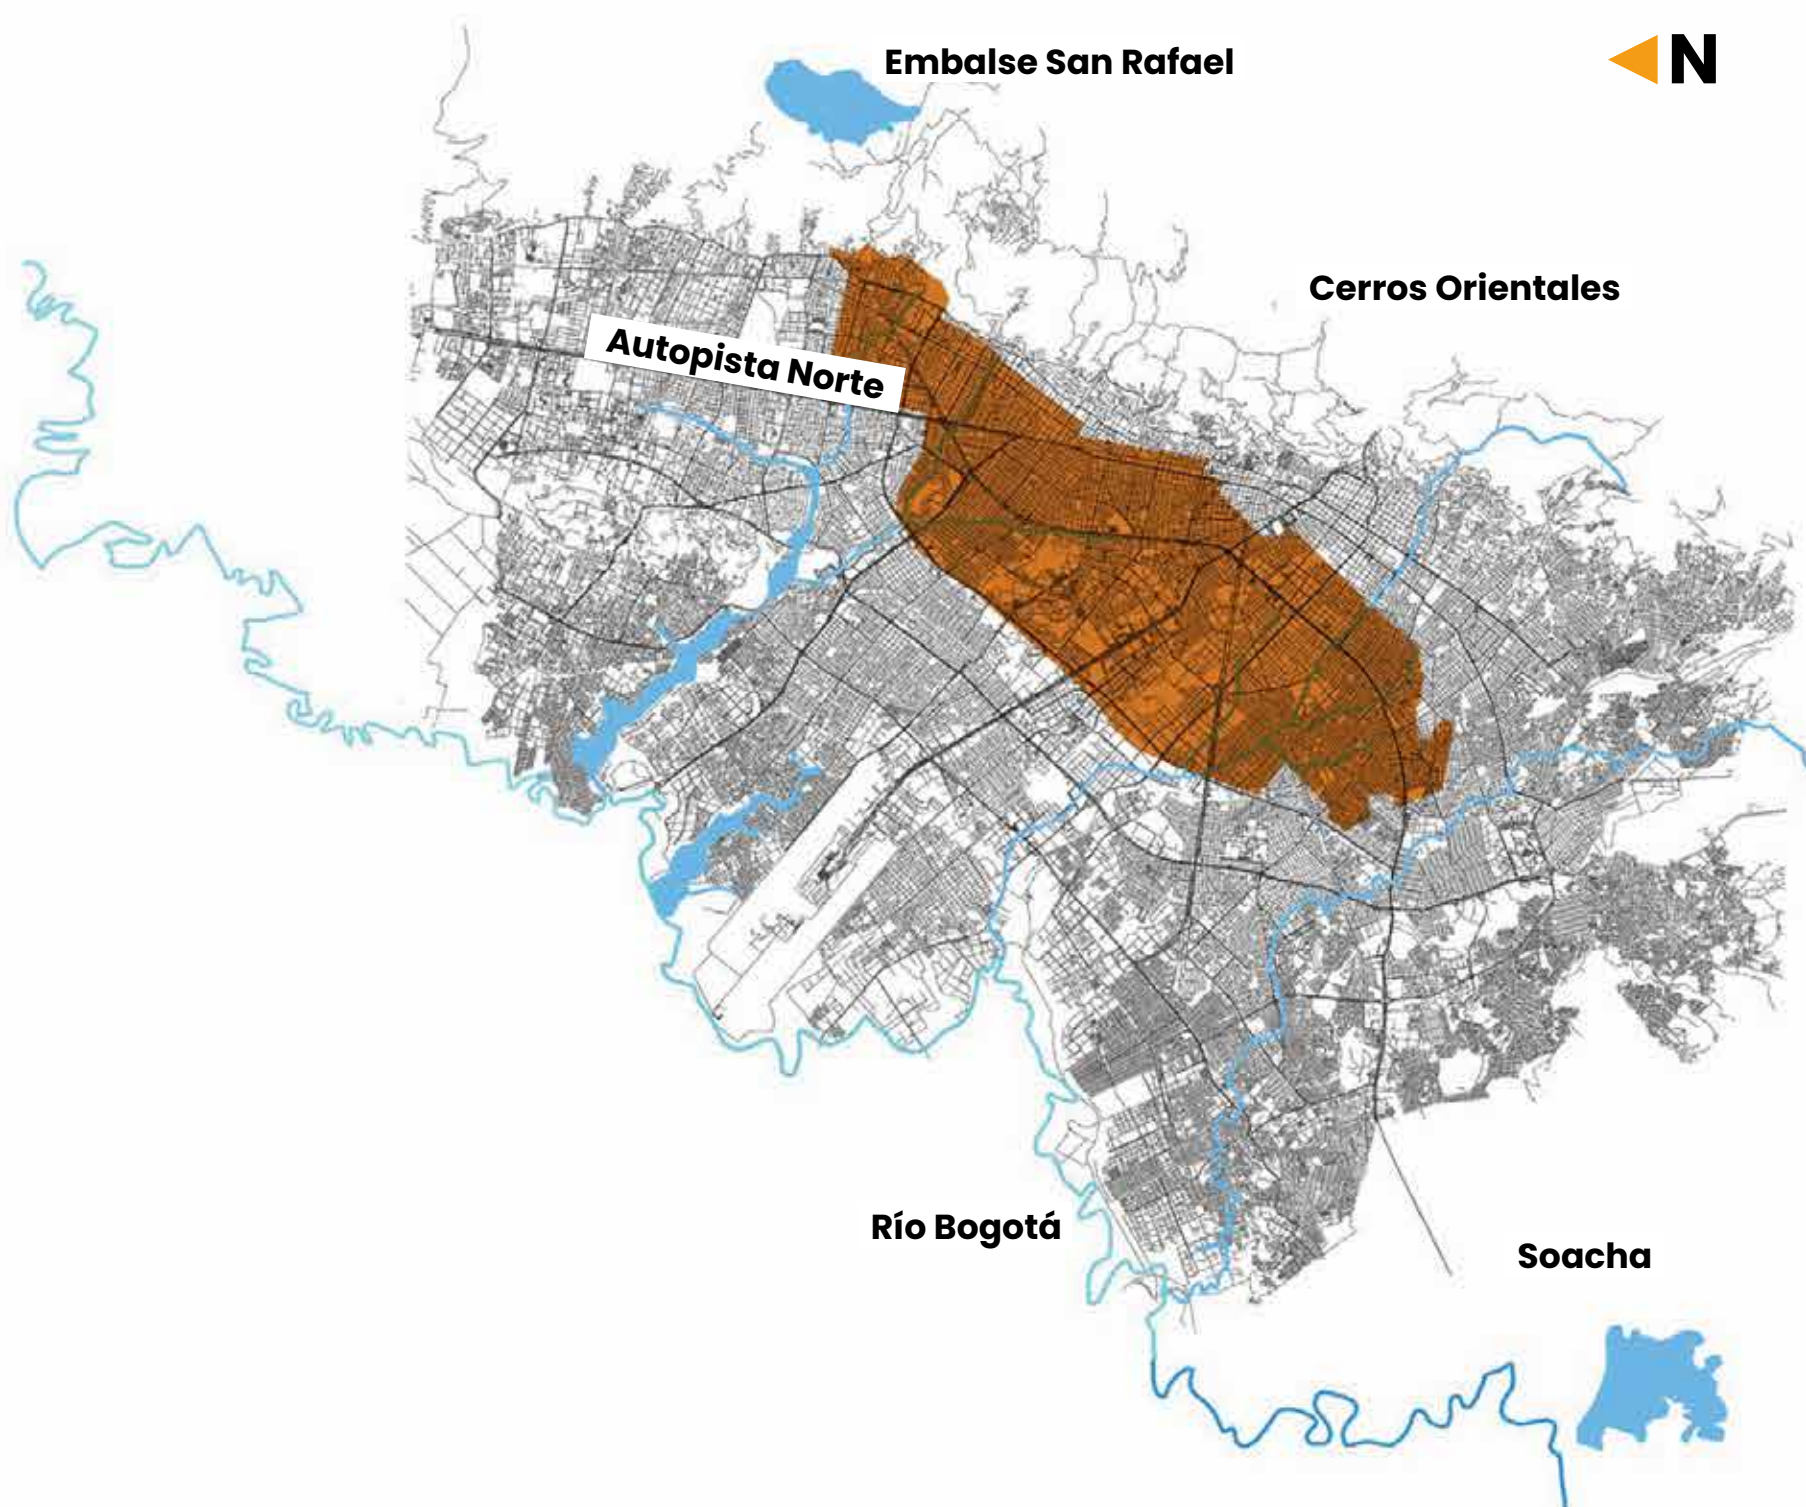 Embalse San Rafael
N
Cerros Orientales
Autopista Norte
Río Bogotá
Soacha